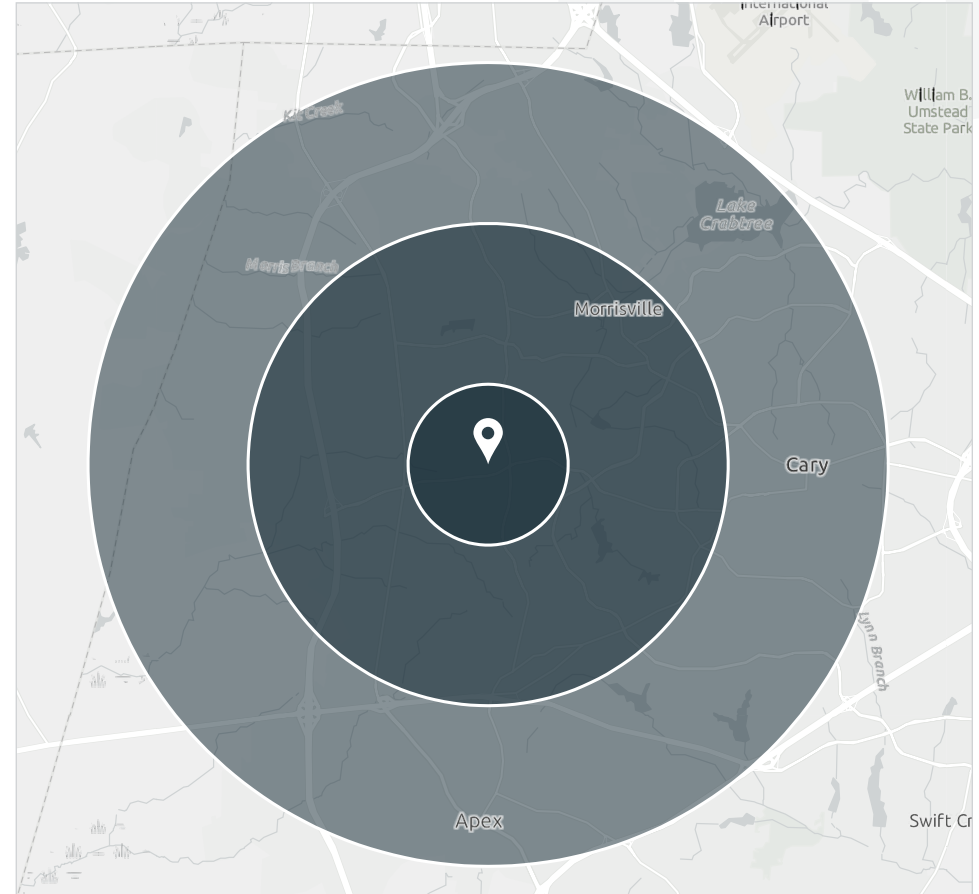 International
Airport
William B.
Umstead
State Park
Kit Creek
Lake
Crabtree
Morris Branch
Morrisville
Cary
Lynn Branch
Apex
Swift Cr